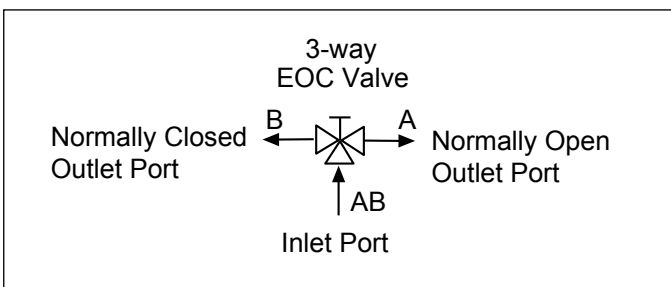 3-way
EOC Valve
B
A
Normally Closed
Outlet Port
Normally Open
Outlet Port
AB
Inlet Port